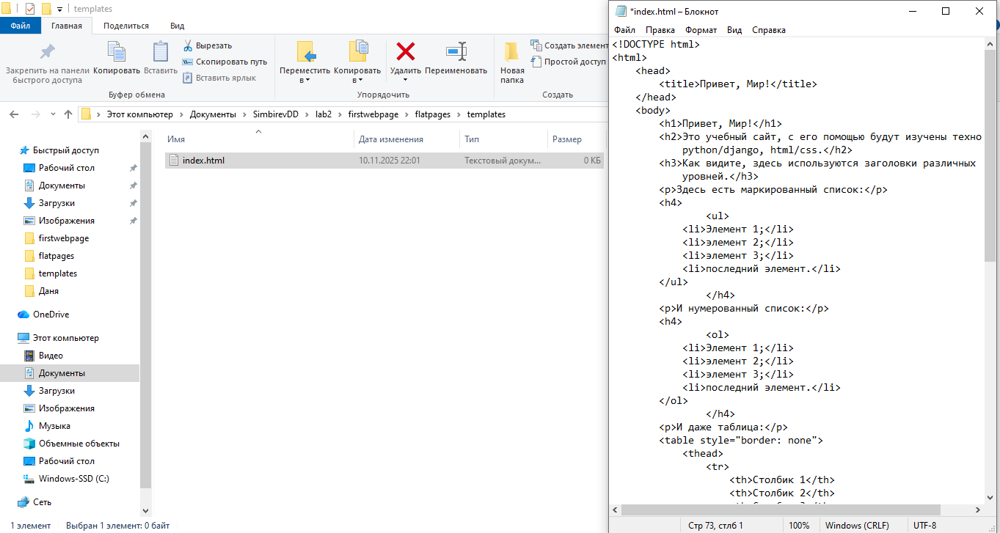 templates
Файл Главная Поделиться Вид
Закрепить на панели быстрого доступа
Копировать
Вставить
Вырезать
Скопировать путь
Вставить ярлык
Буфер обмена
Переместить в
Копировать в
Удалить
Переименовать
Упорядочить
Новая папка
Создать элемент
Простой доступ
Создать
Этот компьютер > Документы > SimbirevDD > lab2 > firstwebpage > flatpages > templates
Быстрый доступ
Рабочий стол
Документы
Загрузки
Изображения
firstwebpage
flatpages
templates
Даня
OneDrive
Этот компьютер
Видео
Документы
Загрузки
Изображения
Музыка
Объемные объекты
Рабочий стол
Windows-SSD (C:)
Сеть
Имя Дата изменения Тип Размер
index.html 10.11.2025 22:01 Текстовый докум... 0 КБ
1 элемент Выбран 1 элемент: 0 байт
*index.html – Блокнот
Файл Правка Формат Вид Справка
<!DOCTYPE html>
<html>
<head>
<title>Привет, Мир!</title>
</head>
<body>
<h1>Привет, Мир!</h1>
<h2>Это учебный сайт, с его помощью будут изучены техно
python/django, html/css.</h2>
<h3>Как видите, здесь используются заголовки различных
уровней.</h3>
<p>Здесь есть маркированный список:</p>
<h4>
<ul>
<li>Элемент 1;</li>
<li>элемент 2;</li>
<li>элемент 3;</li>
<li>последний элемент.</li>
</ul>
</h4>
<p>И нумерованный список:</p>
<h4>
<ol>
<li>Элемент 1;</li>
<li>элемент 2;</li>
<li>элемент 3;</li>
<li>последний элемент.</li>
</ol>
</h4>
<p>И даже таблица:</p>
<table style="border: none">
<thead>
<tr>
<th>Столбик 1</th>
<th>Столбик 2</th>
Стр 73, стлб 1 100% Windows (CRLF) UTF-8